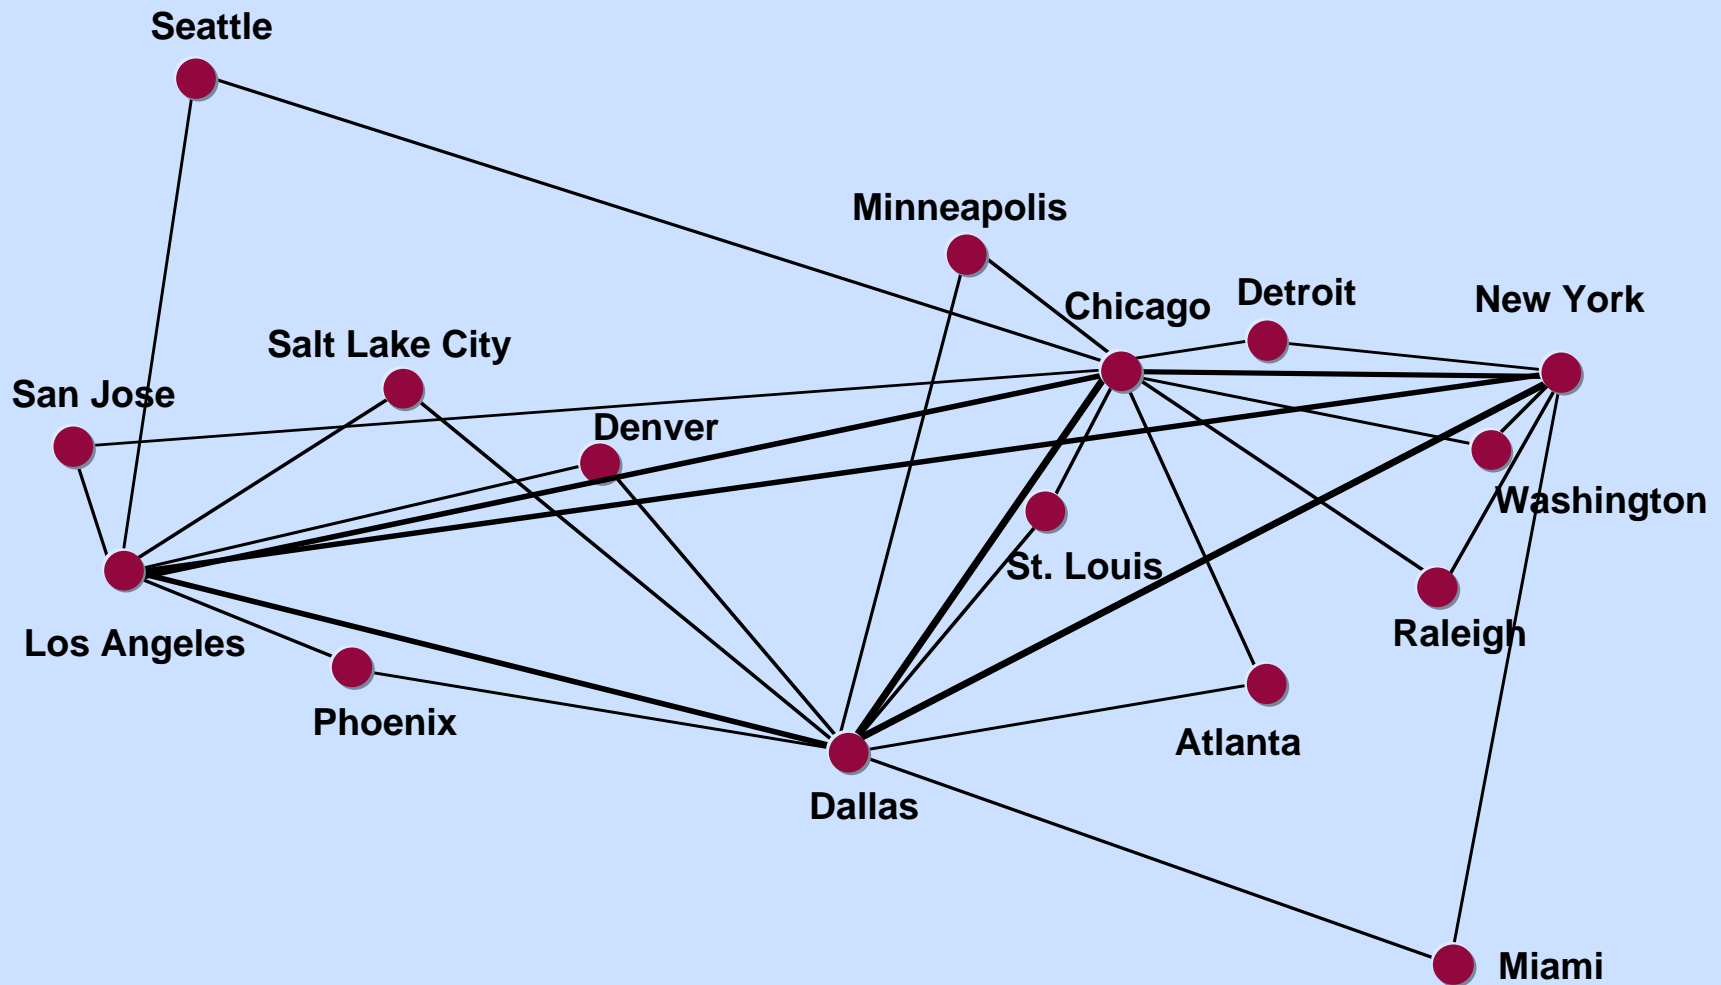 Seattle
Minneapolis
Chicago
Detroit
New York
Salt Lake City
San Jose
Denver
Washington
St. Louis
Los Angeles
Raleigh
Phoenix
Atlanta
Dallas
Miami